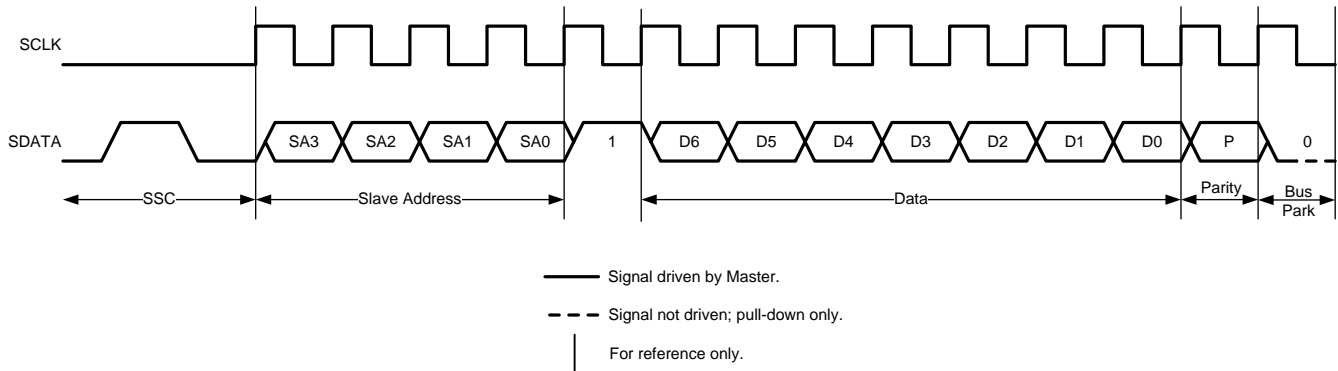 SCLK
SDATA SA3 SA2 SA1 SA0 1 D6 D5 D4 D3 D2 D1 D0 P 0
SSC Slave Address Data Parity Bus
Park
Signal driven by Master.
Signal not driven; pull-down only.
For reference only.